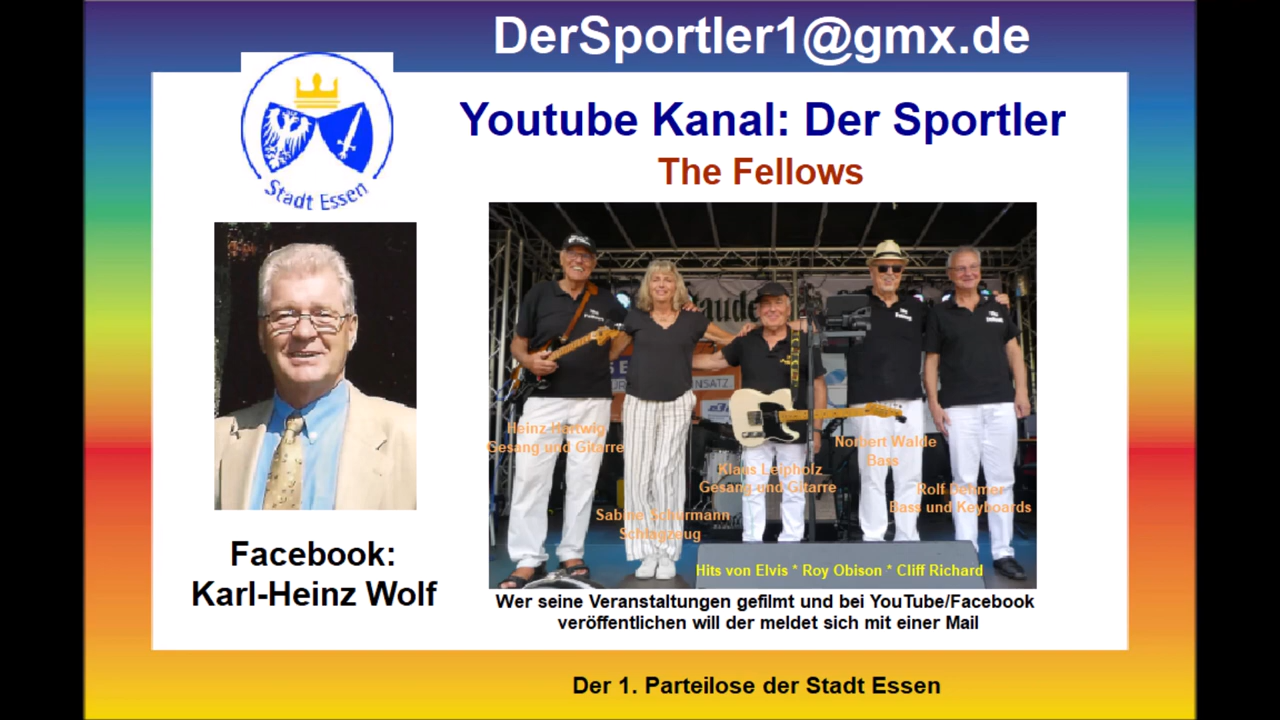 DerSportler1@gmx.de
Youtube Kanal: Der Sportler
The Fellows
Stadt Essen
Heinz Hartwig
Gesang und Gitarre
Norbert Walde
Bass
Klaus Leipholz
Gesang und Gitarre
Rolf
Bass und Keyboards
Sabine Schürmann
Schlagzeug
Hits von Elvis * Roy Obison * Cliff Richard
Facebook:
Karl-Heinz Wolf
Wer seine Veranstaltungen gefilmt und bei YouTube/Facebook
veröffentlichen will der meldet sich mit einer Mail
Der 1. Parteilose der Stadt Essen